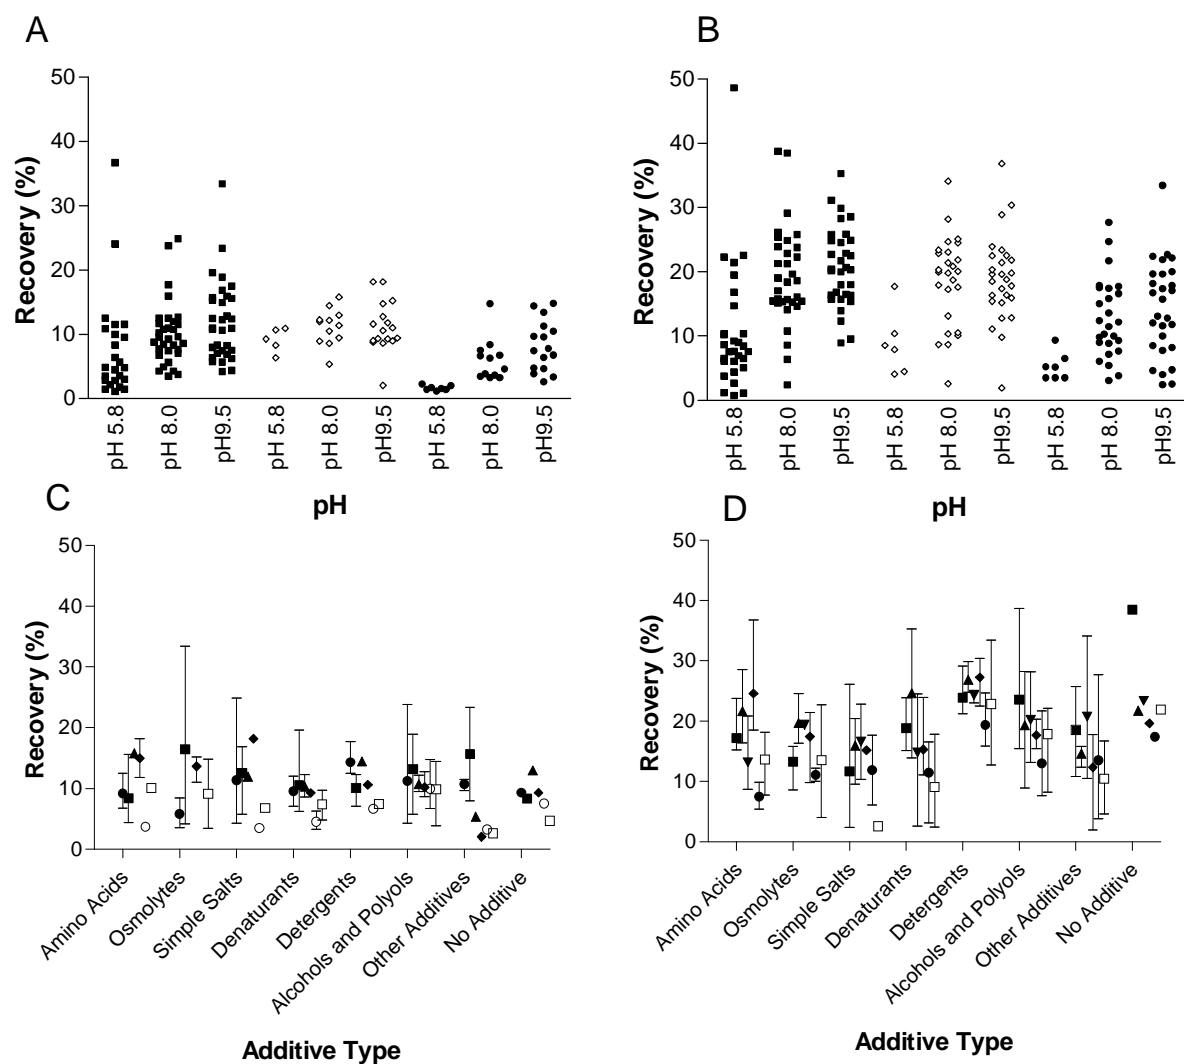 A
50
40
30
20
10
0
Recovery (%)
pH 5.8
pH 8.0
pH9.5
pH 5.8
pH 8.0
pH9.5
pH 5.8
pH 8.0
pH9.5
pH
B
50
40
30
20
10
0
Recovery (%)
pH 5.8
pH 8.0
pH9.5
pH 5.8
pH 8.0
pH9.5
pH 5.8
pH 8.0
pH9.5
pH
C
50
40
30
20
10
0
Recovery (%)
Amino Acids
Osmolytes
Simple Salts
Denaturants
Detergents
Alcohols and Polyols
Other Additives
No Additive
Additive Type
D
50
40
30
20
10
0
Recovery (%)
Amino Acids
Osmolytes
Simple Salts
Denaturants
Detergents
Alcohols and Polyols
Other Additives
No Additive
Additive Type